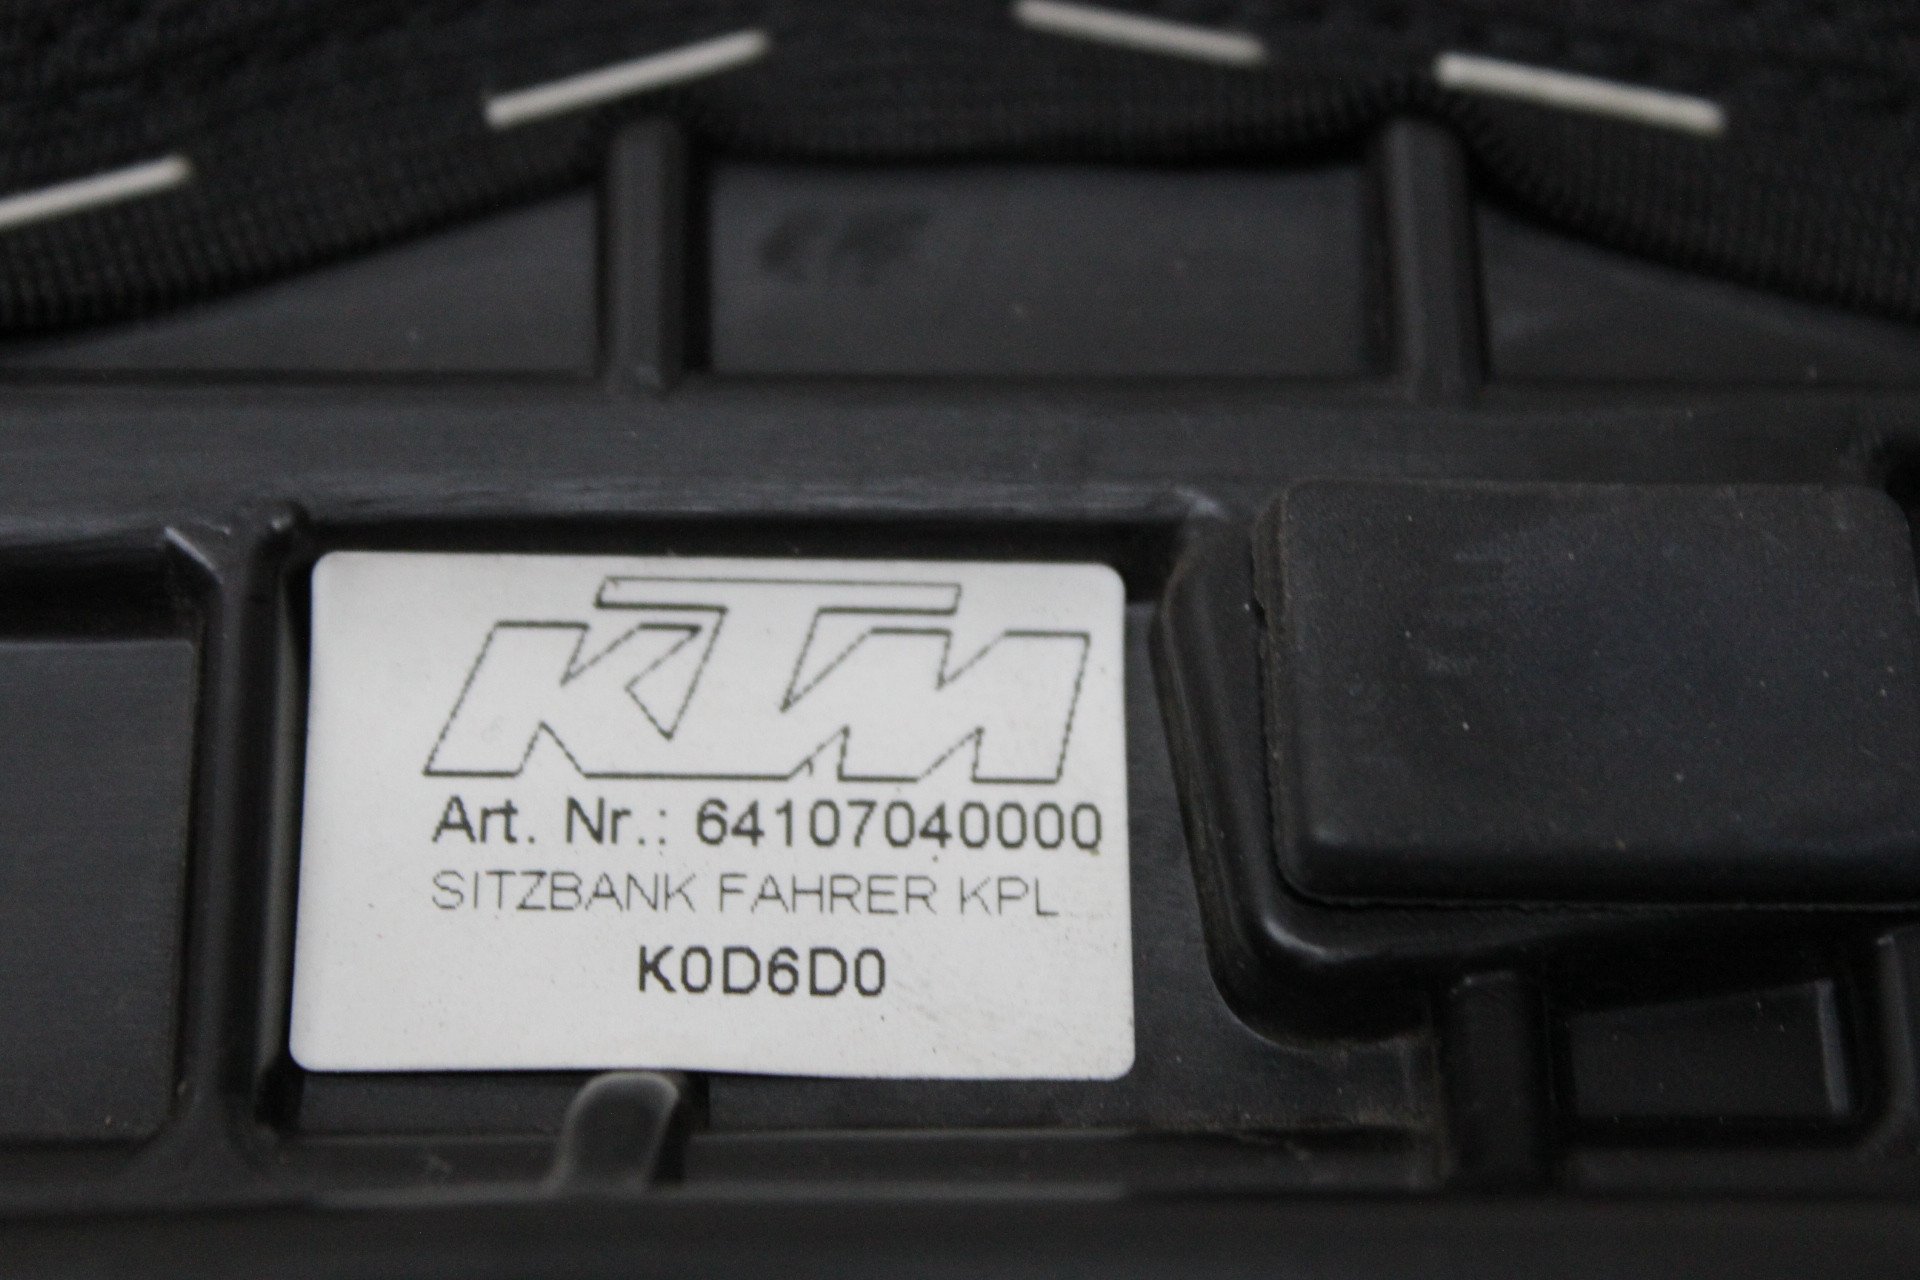 KTM
Art. Nr.: 64107040000
SITZBANK FAHRER KPL
K0D6D0